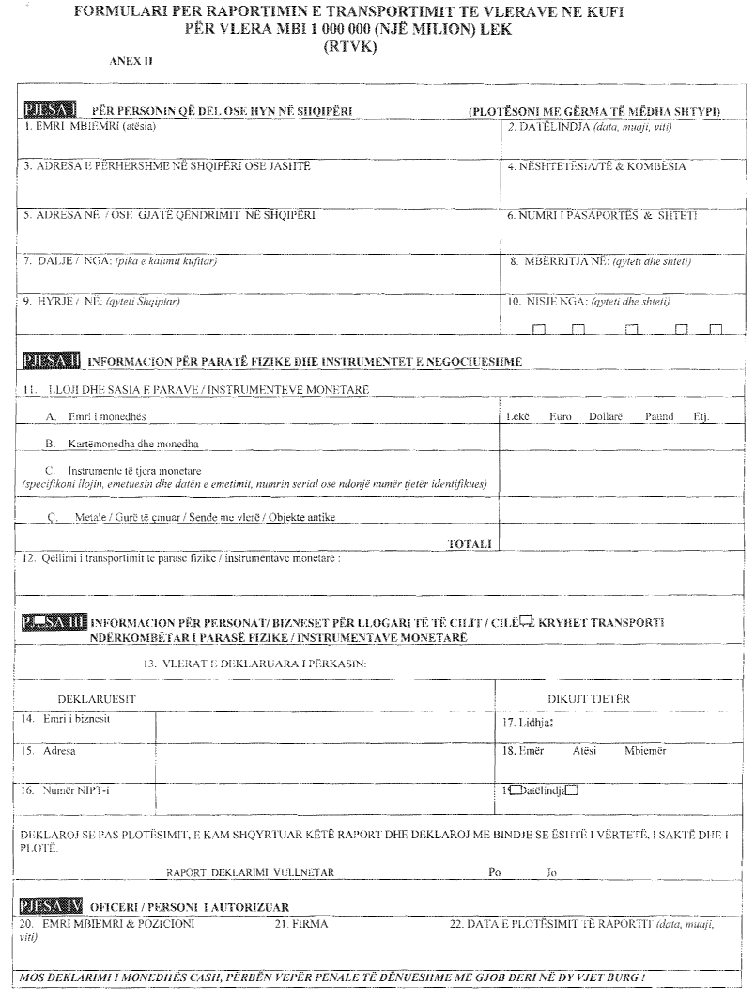 FORMULARI PER RAPORTIMIN E TRANSPORTIMIT TE VLERAVE NE KUFI
PËR VLERA MBI 1 000 000 (NJË MILION) LEK
(RTVK)
ANEX II
PJESA I PËR PERSONIN QË DEL OSE HYN NË SHQIPËRI (PLOTËSONI ME GËRMA TË MËDHA SHTYPI)
1. EMRI MBIEMRI (atësia) 2. DATËLINDJA (data, muaji, viti)
3. ADRESA E PËRHERSHME NË SHQIPËRI OSE JASHTË 4. NËSHTETËSIA/TË & KOMBËSIA
5. ADRESA NË / OSE GJATË QËNDRIMIT NË SHQIPËRI 6. NUMRI I PASAPORTËS & SHTETI
7. DALJE / NGA: (pika e kalimit kufitar) 8. MBËRRITJA NË: (qyteti dhe shteti)
9. HYRJE / NË: (qyteti Shqiptar) 10. NISJE NGA: (qyteti dhe shteti)
PJESA II INFORMACION PËR PARATË FIZIKE DHE INSTRUMENTET E NEGOCIUESHME
11. LLOJI DHE SASIA E PARAVE / INSTRUMENTEVE MONETARE
A. Emri i monedhës Lekë Euro Dollarë Paund Etj.
B. Kartëmonedha dhe monedha
C. Instrumente të tjera monetare
(specifikoni llojin, emetuesin dhe datën e emetimit, numrin serial ose ndonjë numër tjetër identifikues)
Ç. Metale / Gurë të çmuar / Sende me vlerë / Objekte antike
TOTALI
12. Qëllimi i transportimit të parasë fizike / instrumentave monetarë :
PJESA III INFORMACION PËR PERSONAT/ BIZNESET PËR LLOGARI TË TË CILIT / CILËVE KRYHET TRANSPORTI
NDËRKOMBËTAR I PARASË FIZIKE / INSTRUMENTAVE MONETARË
13. VLERAT E DEKLARUARA I PËRKASIN:
DEKLARUESIT DIKUJT TJETËR
14. Emri i biznesit 17. Lidhja:
15. Adresa 18. Emër Atësi Mbiemër
16. Numër NIPT-i 19. Datëlindja
DEKLAROJ SE PAS PLOTËSIMIT, E KAM SHQYRTUAR KËTË RAPORT DHE DEKLAROJ ME BINDJE SE ËSHTË I VËRTETË, I SAKTË DHE I
PLOTË.
RAPORT DEKLARIMI VULLNETAR Po Jo
PJESA IV OFICERI / PERSONI I AUTORIZUAR
20. EMRI MBIEMRI & POZICIONI 21. FIRMA 22. DATA E PLOTËSIMIT TË RAPORTIT (data, muaji,
viti)
MOS DEKLARIMI I MONEDHËS CASH, PËRBËN VEPËR PENALE TË DËNUESHME ME GJOB DERI NË DY VJET BURG !